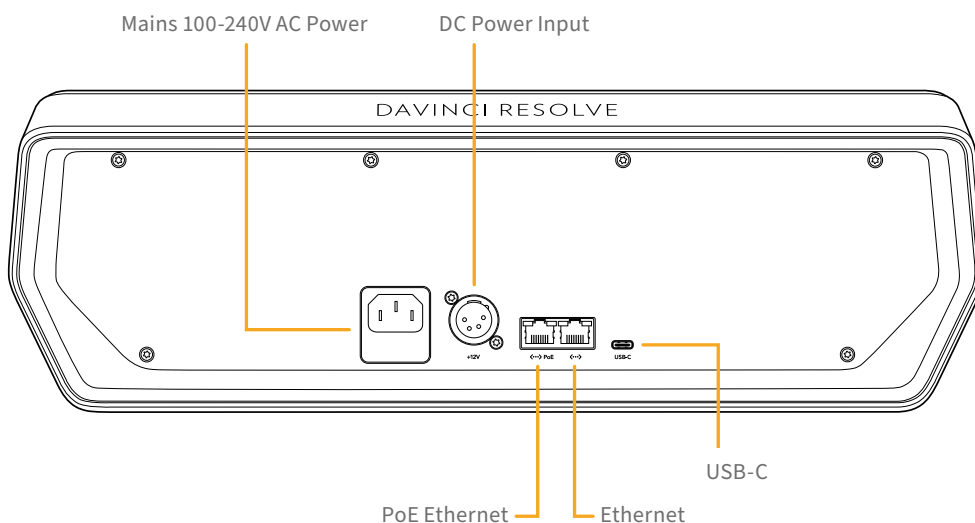 Mains 100-240V AC Power
DC Power Input
DAVINCI RESOLVE
+12V
<···> PoE
<···>
USB-C
USB-C
PoE Ethernet
Ethernet